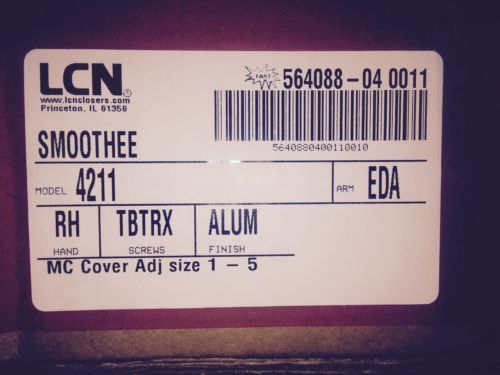 LCN®
www.lcnclosers.com
Princeton, IL 61356
FAST 564088-04 0011
5640880400110010
SMOOTHEE
MODEL 4211
ARM EDA
RH TBTRX ALUM
HAND SCREWS FINISH
MC Cover Adj size 1 - 5